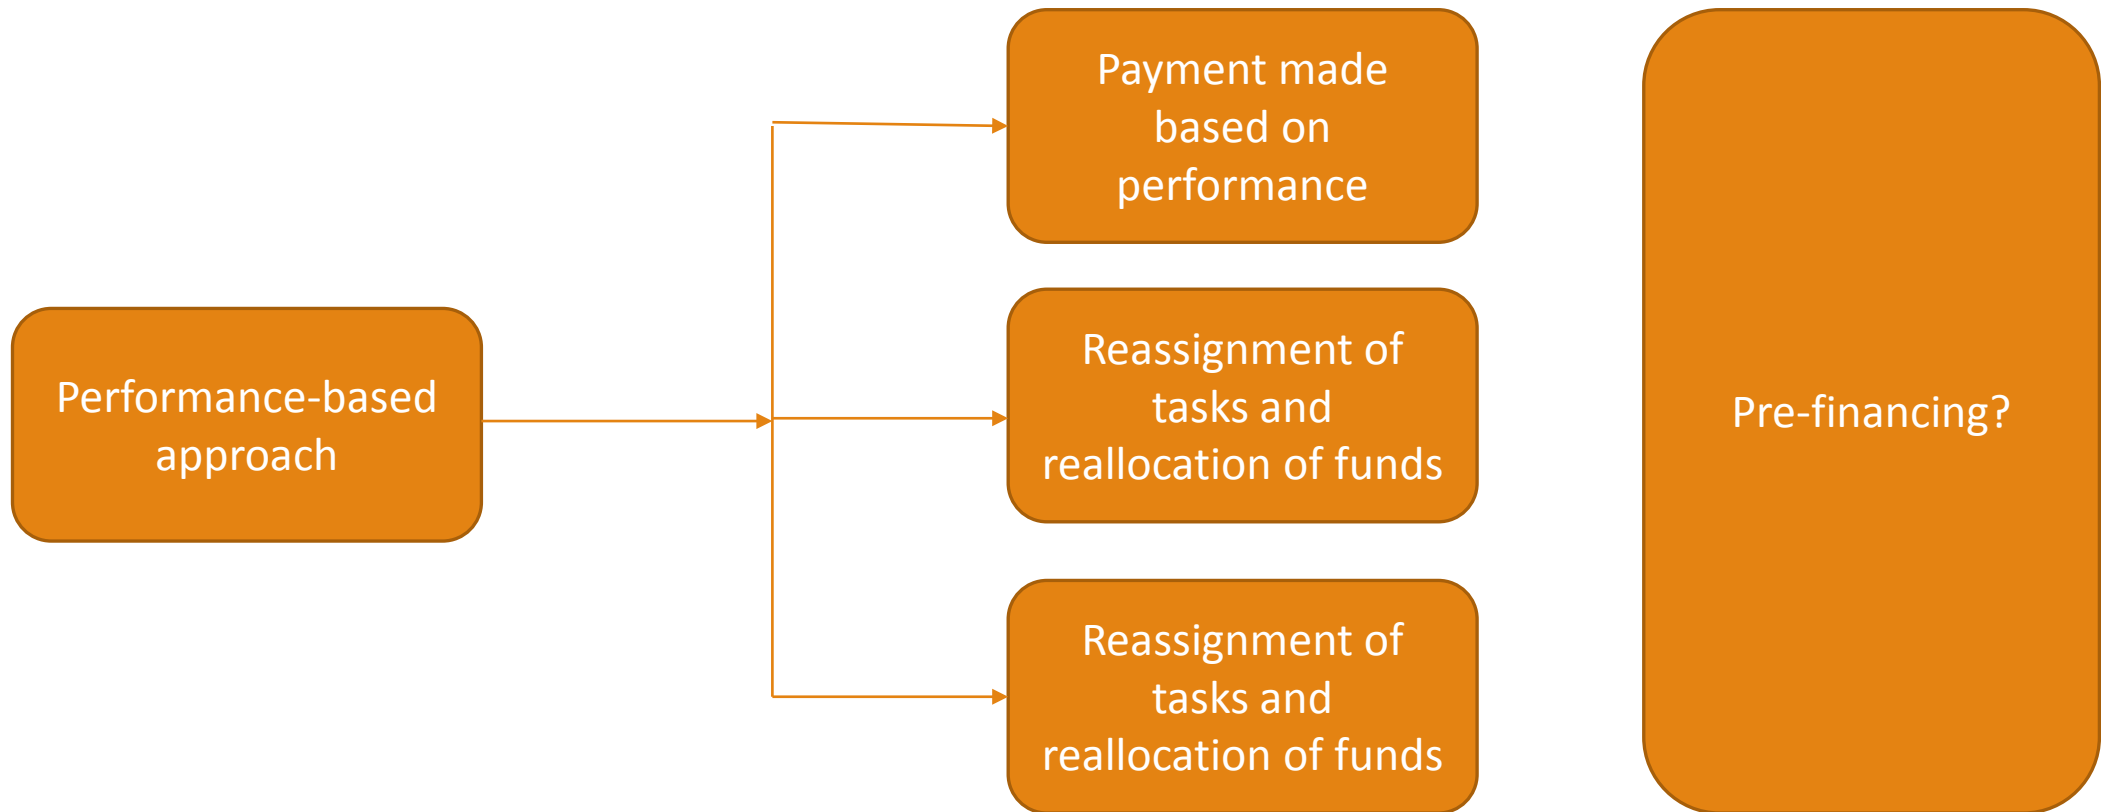 Performance-based
approach
Payment made
based on
performance
Reassignment of
tasks and
reallocation of funds
Reassignment of
tasks and
reallocation of funds
Pre-financing?